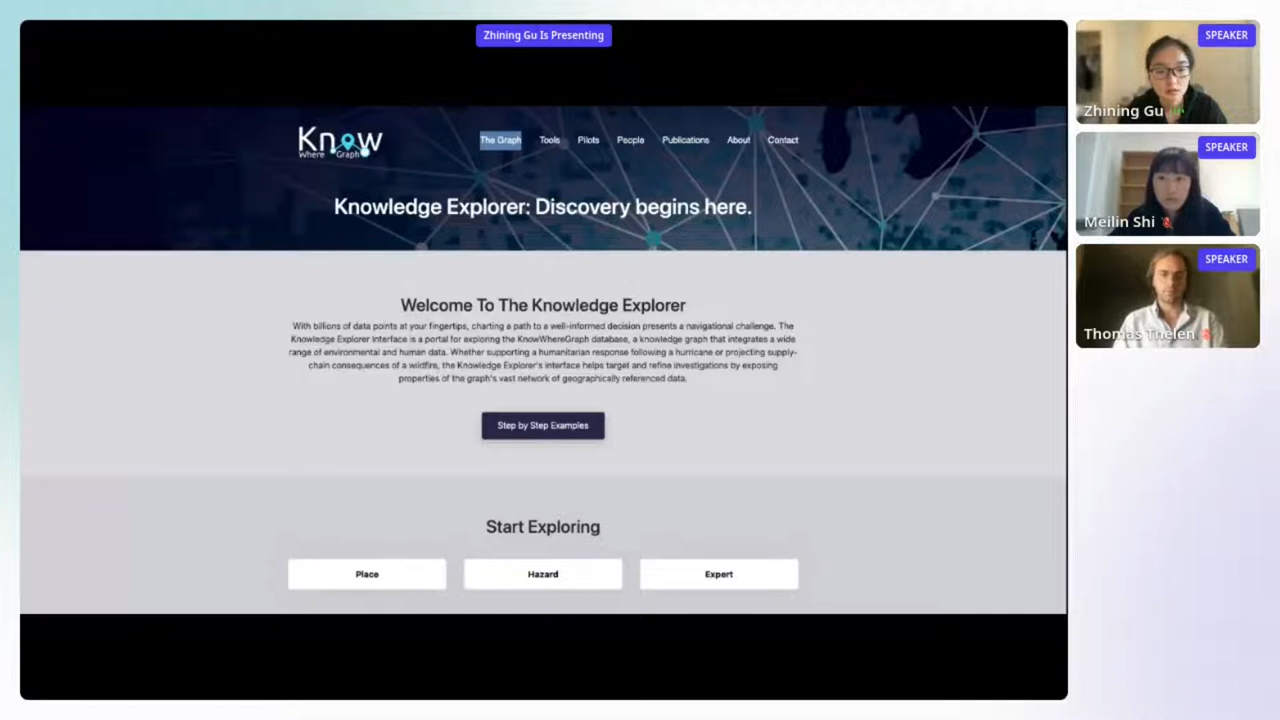 Zhining Gu Is Presenting
Know
Where Graph
The Graph Tools Pilots People Publications About Contact
Knowledge Explorer: Discovery begins here.
Welcome To The Knowledge Explorer
With billions of data points at your fingertips, charting a path to a well-informed decision presents a navigational challenge. The
Knowledge Explorer Interface is a portal for exploring the KnowWhereGraph database, a knowledge graph that integrates a wide
range of environmental and human data. Whether supporting a humanitarian response following a hurricane or projecting supply-
chain consequences of a wildfire, the Knowledge Explorer's interface helps target and refine investigations by exposing
properties of the graph's vast network of geographically referenced data.
Step by Step Examples
Start Exploring
Place
Hazard
Expert
SPEAKER
Zhining Gu
SPEAKER
Meilin Shi
SPEAKER
Thomas Thelen